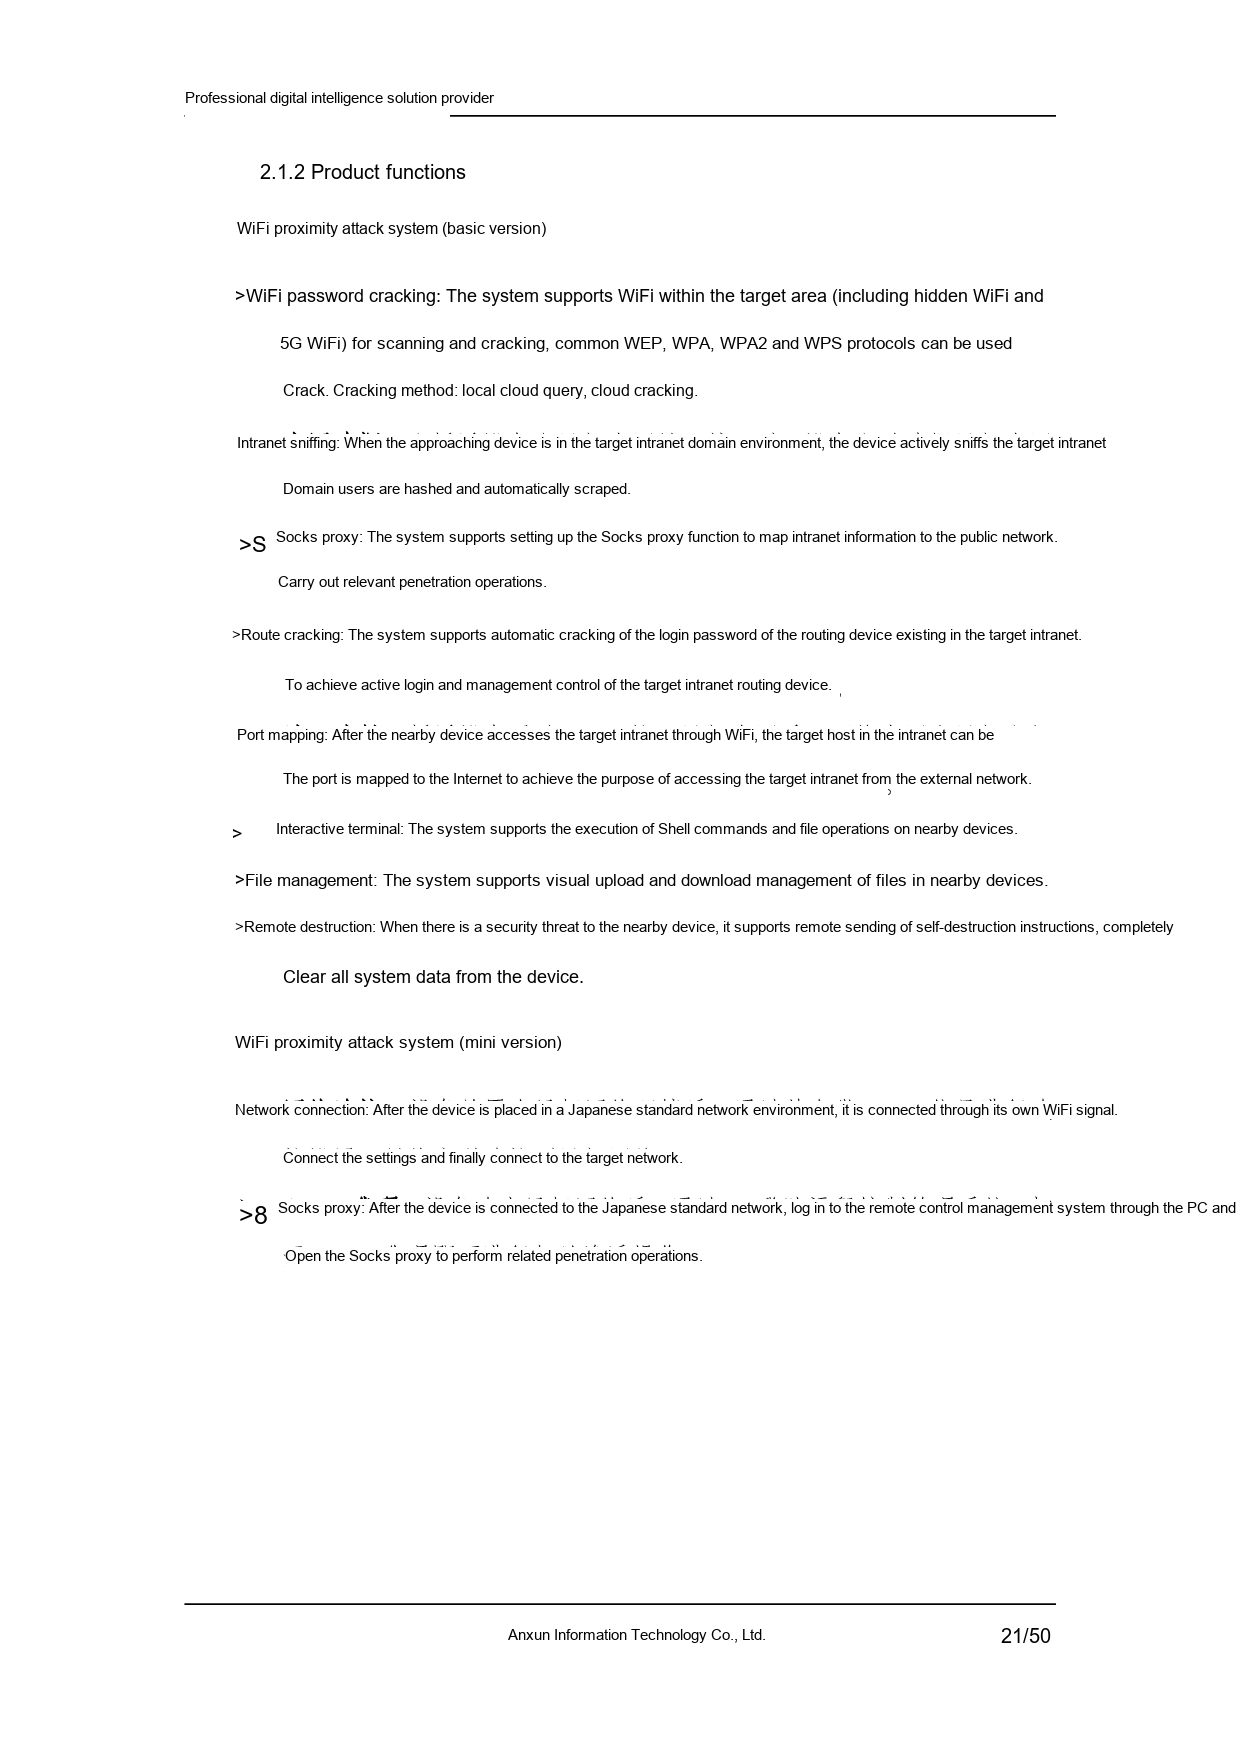 Professional digital intelligence solution provider
2.1.2 Product functions
WiFi proximity attack system (basic version)
>WiFi password cracking: The system supports WiFi within the target area (including hidden WiFi and
5G WiFi) for scanning and cracking, common WEP, WPA, WPA2 and WPS protocols can be used
Crack. Cracking method: local cloud query, cloud cracking.
Intranet sniffing: When the approaching device is in the target intranet domain environment, the device actively sniffs the target intranet
Domain users are hashed and automatically scraped.
>S Socks proxy: The system supports setting up the Socks proxy function to map intranet information to the public network.
Carry out relevant penetration operations.
>Route cracking: The system supports automatic cracking of the login password of the routing device existing in the target intranet.
To achieve active login and management control of the target intranet routing device.
Port mapping: After the nearby device accesses the target intranet through WiFi, the target host in the intranet can be
The port is mapped to the Internet to achieve the purpose of accessing the target intranet from the external network.
> Interactive terminal: The system supports the execution of Shell commands and file operations on nearby devices.
>File management: The system supports visual upload and download management of files in nearby devices.
>Remote destruction: When there is a security threat to the nearby device, it supports remote sending of self-destruction instructions, completely
Clear all system data from the device.
WiFi proximity attack system (mini version)
Network connection: After the device is placed in a Japanese standard network environment, it is connected through its own WiFi signal.
Connect the settings and finally connect to the target network.
>8 Socks proxy: After the device is connected to the Japanese standard network, log in to the remote control management system through the PC and
Open the Socks proxy to perform related penetration operations.
Anxun Information Technology Co., Ltd.
21/50